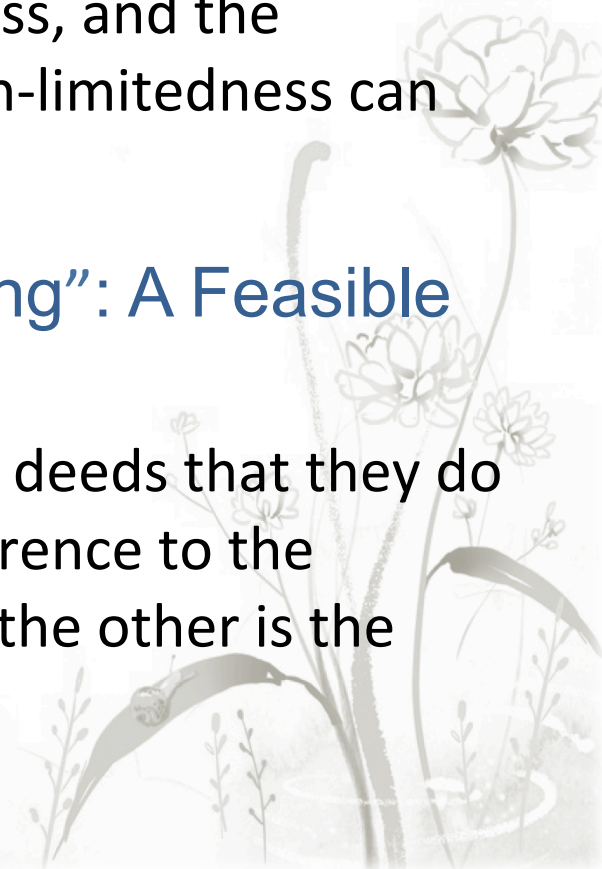 ss, and the
n-limitedness can
ng”: A Feasible
deeds that they do
rence to the
the other is the